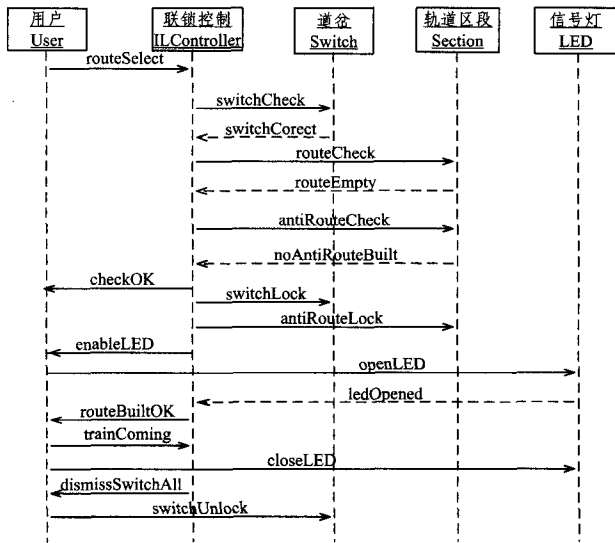 用户 联锁控制 道岔 轨道区段 信号灯
User ILController Switch Section LED
routeSelect
switchCheck
switchCorect
routeCheck
routeEmpty
antiRouteCheck
noAntiRouteBuilt
checkOK
switchLock
antiRouteLock
enableLED
openLED
ledOpened
routeBuiltOK
trainComing
closeLED
dismissSwitchAll
switchUnlock